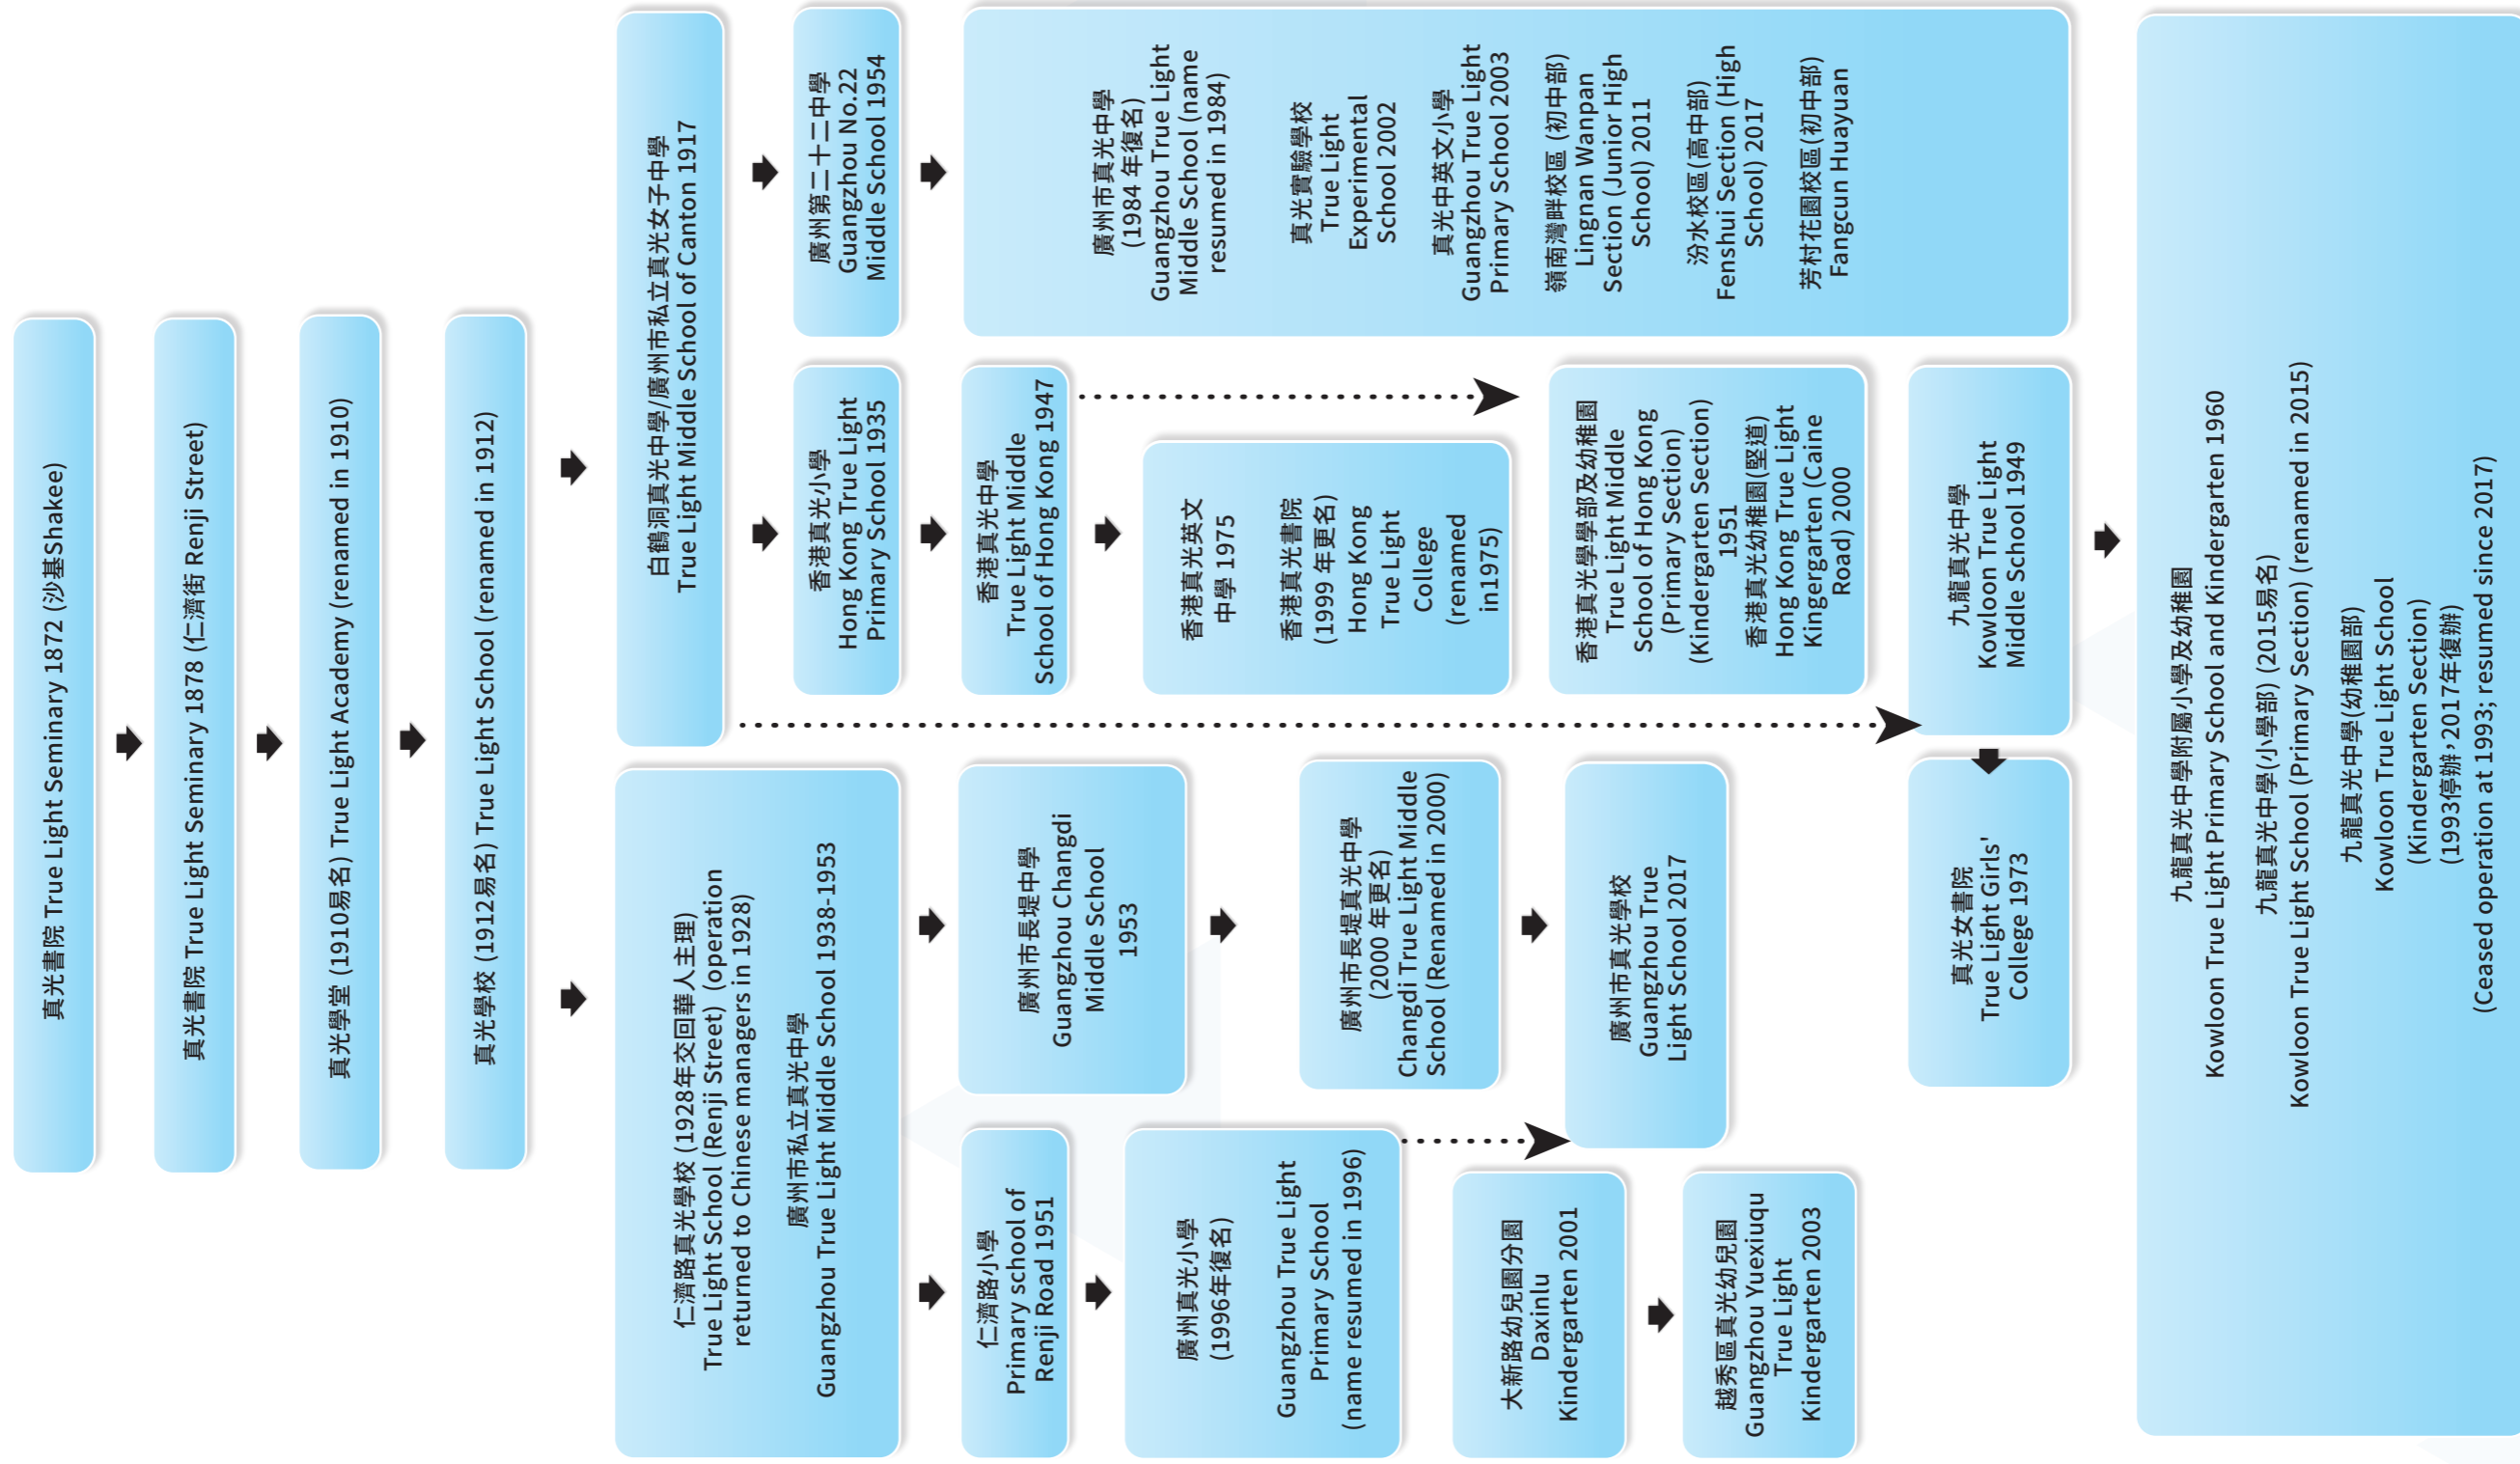 真光書院 True Light Seminary 1872 (沙基Shakee)
真光書院 True Light Seminary 1878 (仁濟街 Renji Street)
真光學堂 (1910易名) True Light Academy (renamed in 1910)
真光學校 (1912易名) True Light School (renamed in 1912)
仁濟路真光學校 (1928年交回華人主理)
True Light School (Renji Street) (operation
returned to Chinese managers in 1928)
廣州市私立真光中學
Guangzhou True Light Middle School 1938-1953
白鶴洞真光中學/廣州市私立真光女子中學
True Light Middle School of Canton 1917
仁濟路小學
Primary school of
Renji Road 1951
廣州真光小學
(1996年復名)
Guangzhou True Light
Primary School
(name resumed in 1996)
大新路幼兒園分園
Daxinlu
Kindergarten 2001
越秀區真光幼兒園
Guangzhou Yuexiuqu
True Light
Kindergarten 2003
廣州市長堤中學
Guangzhou Changdi
Middle School
1953
廣州市長堤真光中學
(2000 年更名)
Changdi True Light Middle
School (Renamed in 2000)
廣州市真光學校
Guangzhou True
Light School 2017
香港真光小學
Hong Kong True Light
Primary School 1935
香港真光中學
True Light Middle
School of Hong Kong 1947
香港真光英文
中學 1975
香港真光書院
(1999 年更名)
Hong Kong
True Light
College
(renamed
in1975)
香港真光學學部及幼稚園
True Light Middle
School of Hong Kong
(Primary Section)
(Kindergarten Section)
1951
香港真光幼稚園(堅道)
Hong Kong True Light
Kingergarten (Caine
Road) 2000
廣州第二十二中學
Guangzhou No.22
Middle School 1954
廣州市真光中學
(1984 年復名)
Guangzhou True Light
Middle School (name
resumed in 1984)
真光實驗學校
True Light
Experimental
School 2002
真光中英文小學
Guangzhou True Light
Primary School 2003
嶺南灣畔校區 (初中部)
Lingnan Wanpan
Section (Junior High
School) 2011
汾水校區(高中部)
Fenshui Section (High
School) 2017
芳村花園校區(初中部)
Fangcun Huayuan
真光女書院
True Light Girls'
College 1973
九龍真光中學
Kowloon True Light
Middle School 1949
九龍真光中學附屬小學及幼稚園
Kowloon True Light Primary School and Kindergarten 1960
九龍真光中學(小學部) (2015易名)
Kowloon True Light School (Primary Section) (renamed in 2015)
九龍真光中學(幼稚園部)
Kowloon True Light School
(Kindergarten Section)
(1993停辦,2017年復辦)
(Ceased operation at 1993; resumed since 2017)